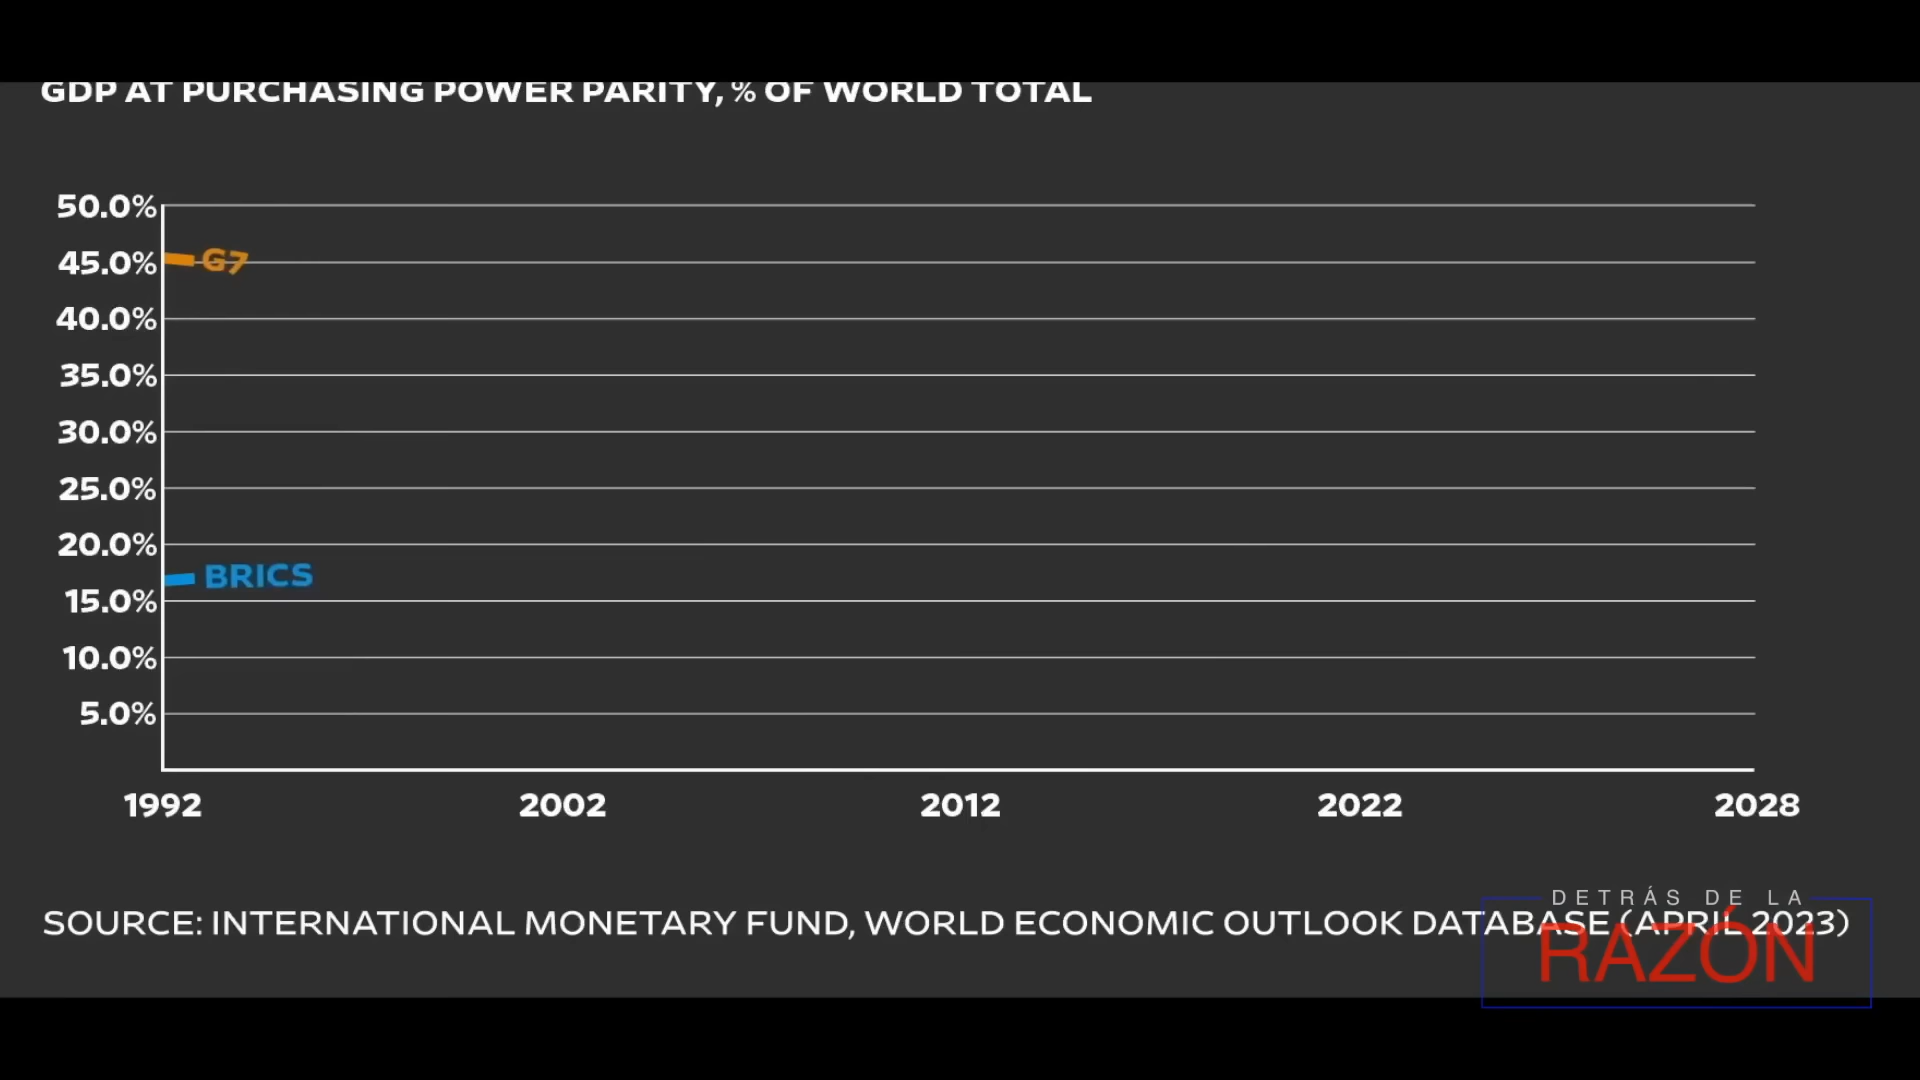 GDP AT PURCHASING POWER PARITY, % OF WORLD TOTAL
50.0%
45.0%
G7
40.0%
35.0%
30.0%
25.0%
20.0%
BRICS
15.0%
10.0%
5.0%
1992 2002 2012 2022 2028
SOURCE: INTERNATIONAL MONETARY FUND, WORLD ECONOMIC OUTLOOK DATABASE (APRIL 2023)
DETRÁS DE LA
RAZÓN